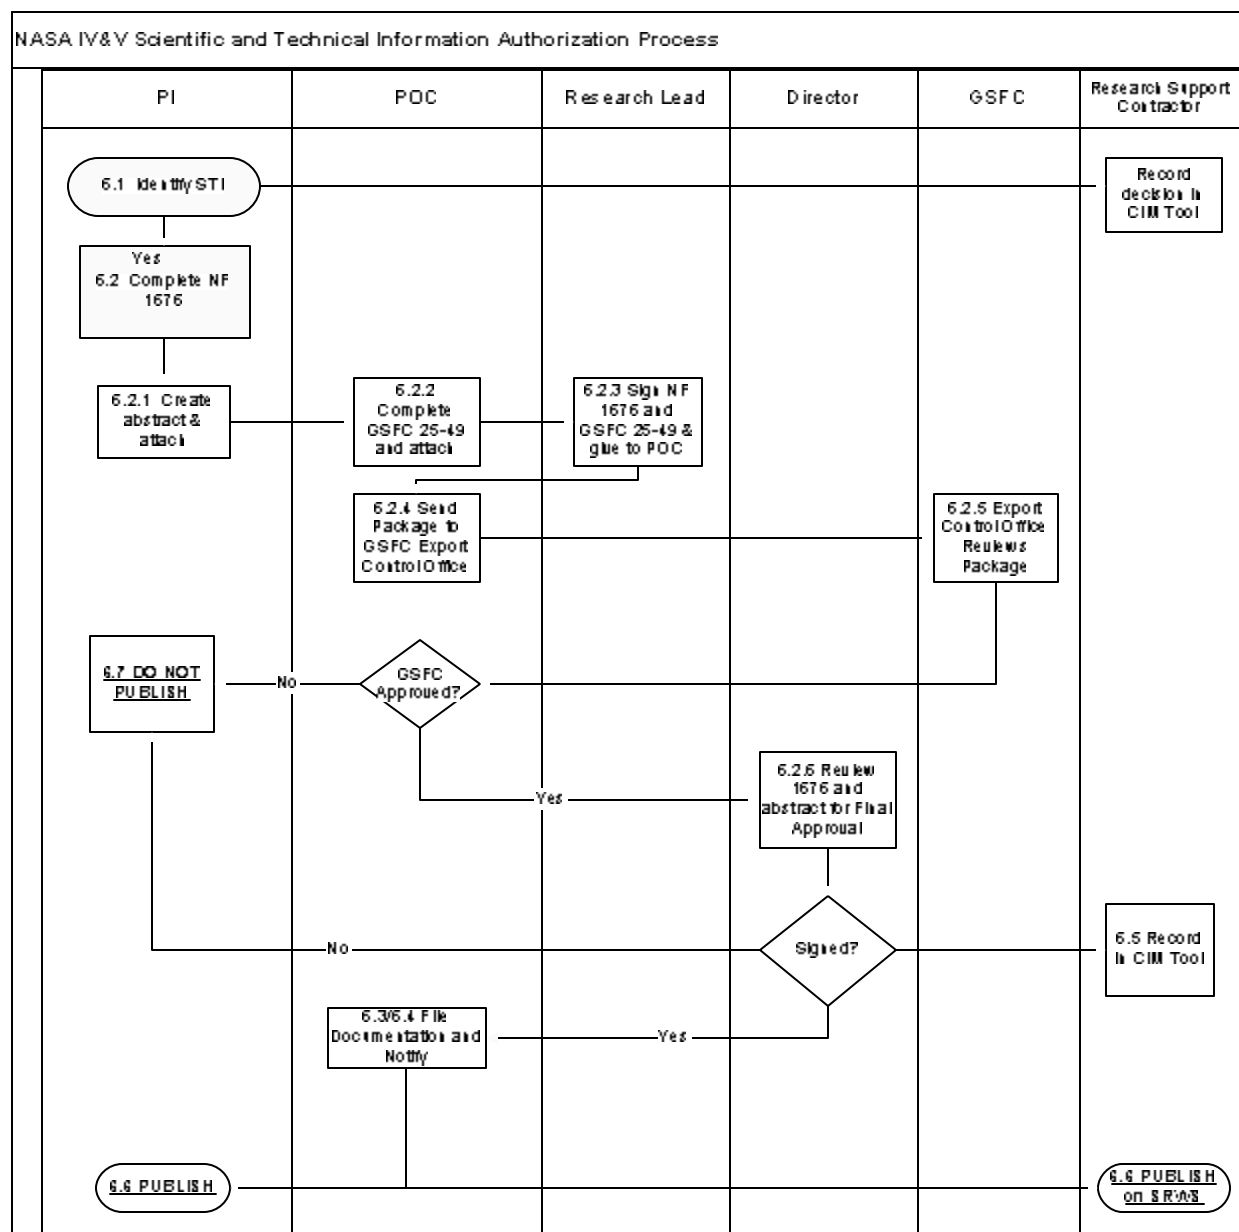 NASA IV&V Scientific and Technical Information Authorization Process
PI
POC
Research Lead
Director
GSFC
Research Support
Contractor
6.1 Identify STI
Record
decision in
CIM Tool
Yes
6.2 Complete NF
1676
6.2.1 Create
abstract &
attach
6.2.2
Complete
GSFC 25-49
and attach
6.2.3 Sign NF
1676 and
GSFC 25-49 &
give to POC
6.2.4 Send
Package to
GSFC Export
Control Office
6.2.5 Export
Control Office
Reviews
Package
6.7 DO NOT
PUBLISH
No
GSFC
Approved?
Yes
6.2.6 Review
1676 and
abstract for Final
Approval
No
Signed?
6.5 Record
in CIM Tool
6.3/6.4 File
Documentation and
Notify
Yes
6.6 PUBLISH
6.6 PUBLISH
on SRWS